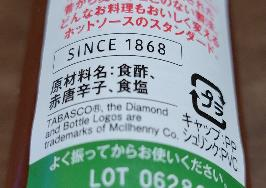 どんなお料理もおいしく変え
ホットソースのスタンダード。
SINCE 1868
原材料名:食酢、
赤唐辛子、食塩
TABASCO®, the Diamond
and Bottle Logos are
trademarks of McIlhenny Co.
プラ
キャップ:PP
シュリンク:PVC
よく振ってからお使いください
LOT 0628